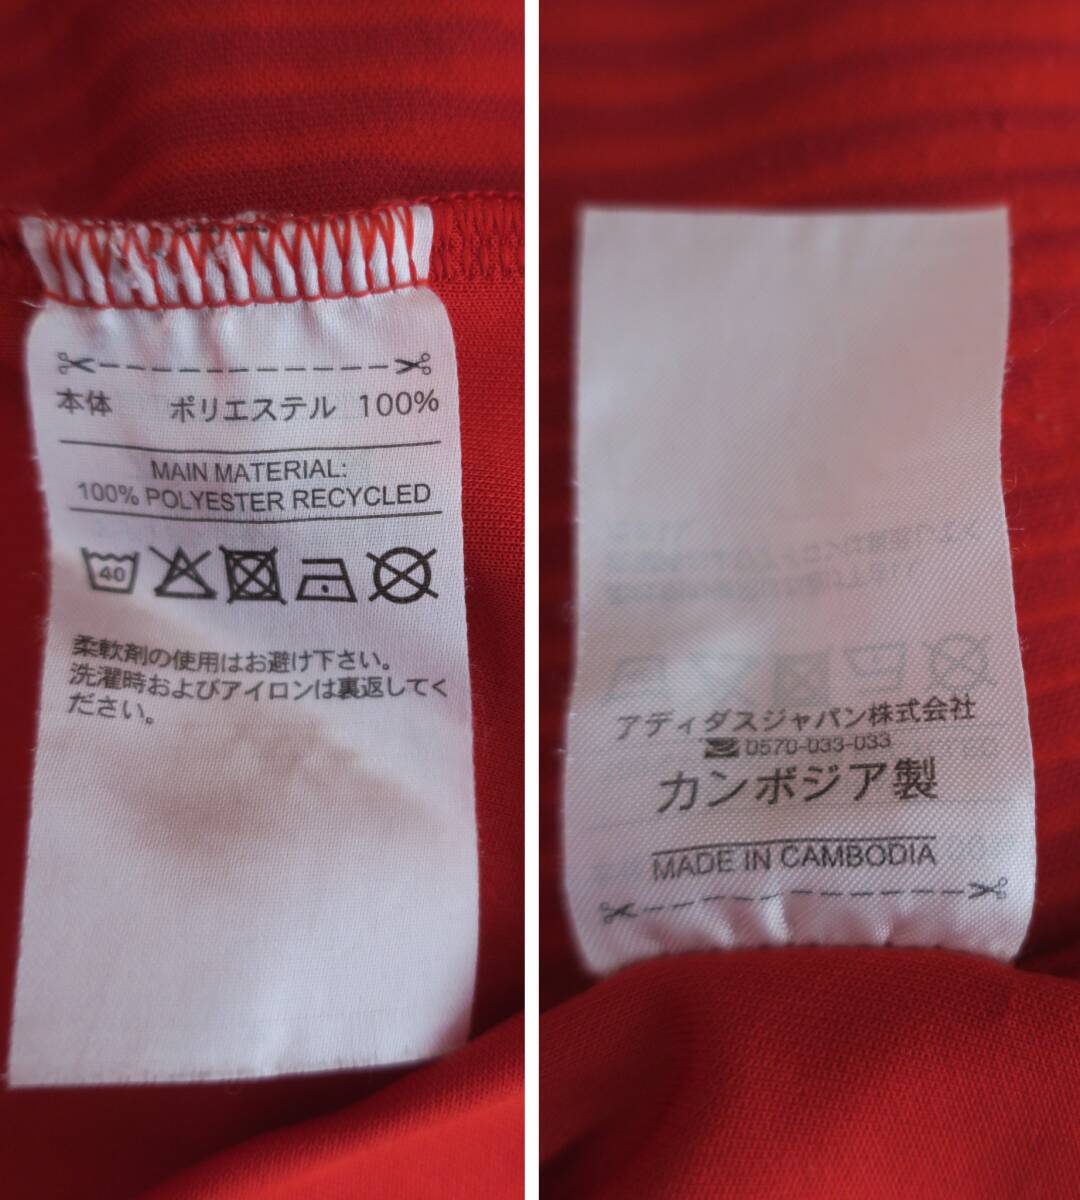 本体 ポリエステル 100%
MAIN MATERIAL:
100% POLYESTER RECYCLED
40
柔軟剤の使用はお避け下さい。
洗濯時およびアイロンは裏返してく
ださい。
アディダスジャパン株式会社
0570-033-033
カンボジア製
MADE IN CAMBODIA